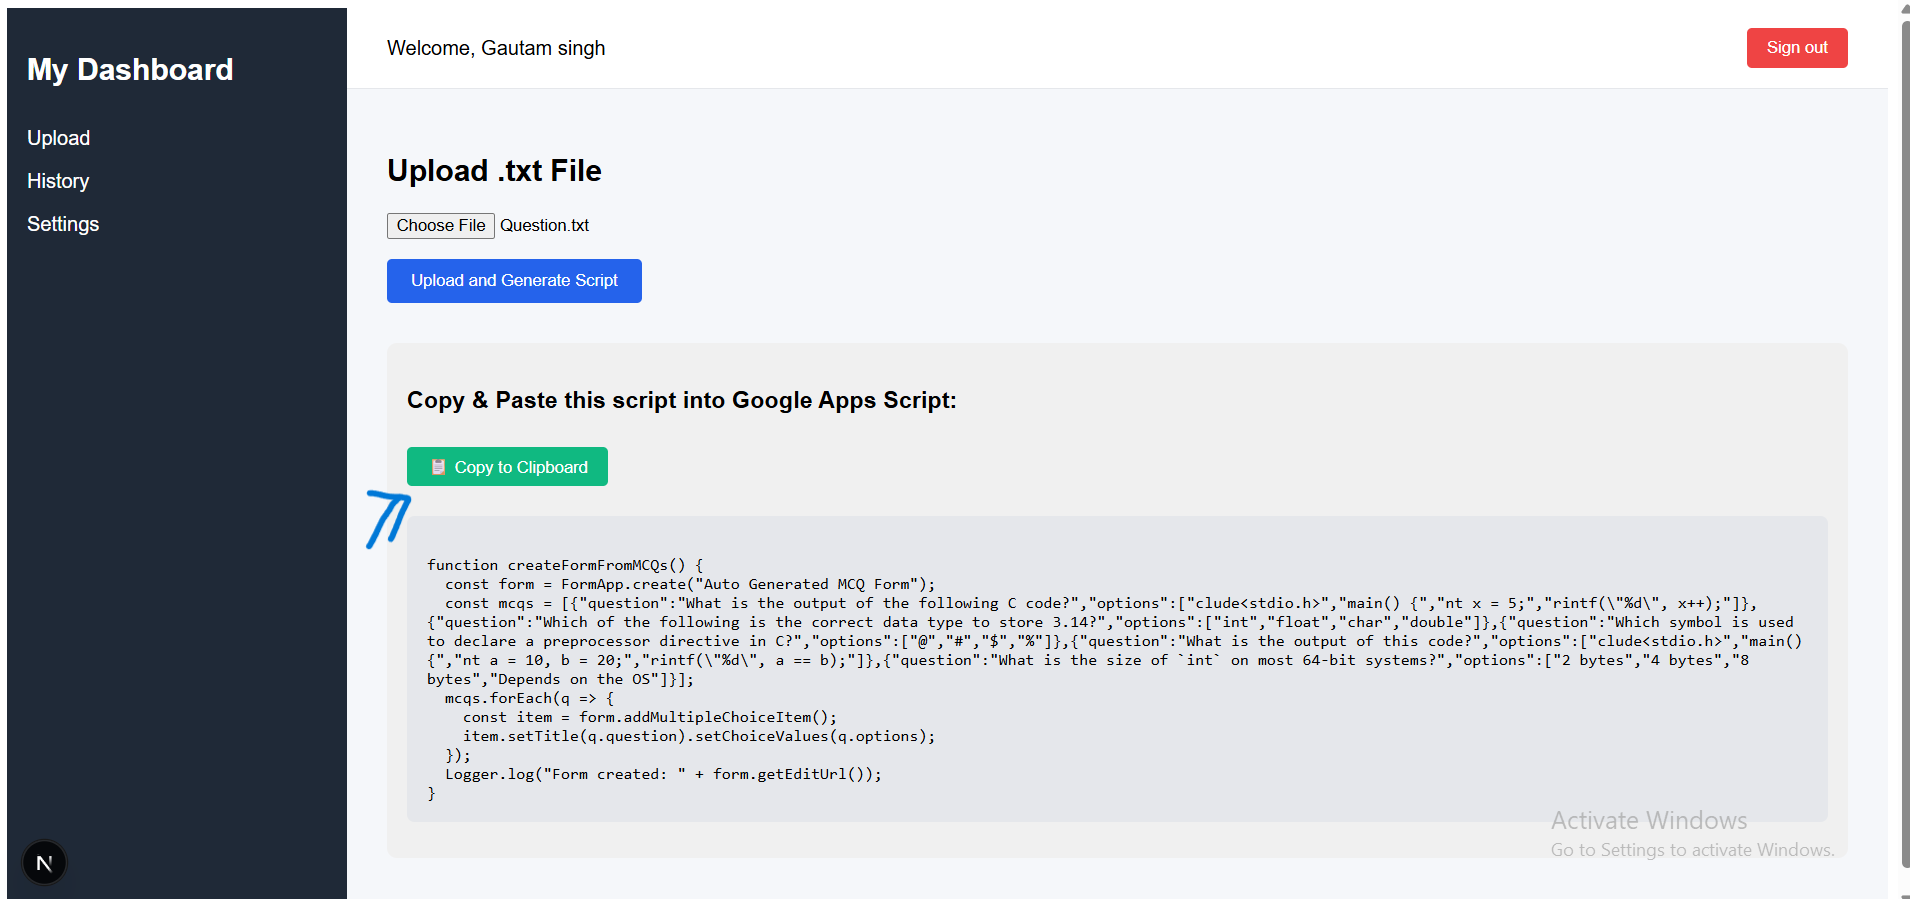 My Dashboard
Upload
History
Settings
Welcome, Gautam singh
Sign out
Upload .txt File
Choose File Question.txt
Upload and Generate Script
Copy & Paste this script into Google Apps Script:
📋 Copy to Clipboard
function createFormFromMCQs() {
  const form = FormApp.create("Auto Generated MCQ Form");
  const mcqs = [{"question":"What is the output of the following C code?","options":["clude<stdio.h>","main() {","nt x = 5;","rintf(\"%d\", x++);"]},
{"question":"Which of the following is the correct data type to store 3.14?","options":["int","float","char","double"]},{"question":"Which symbol is used
to declare a preprocessor directive in C?","options":["@","#","$","%"]},{"question":"What is the output of this code?","options":["clude<stdio.h>","main()
{","nt a = 10, b = 20;","rintf(\"%d\", a == b);"]},{"question":"What is the size of `int` on most 64-bit systems?","options":["2 bytes","4 bytes","8
bytes","Depends on the OS"]}];
  mcqs.forEach(q => {
    const item = form.addMultipleChoiceItem();
    item.setTitle(q.question).setChoiceValues(q.options);
  });
  Logger.log("Form created: " + form.getEditUrl());
}
Activate Windows
Go to Settings to activate Windows.
N